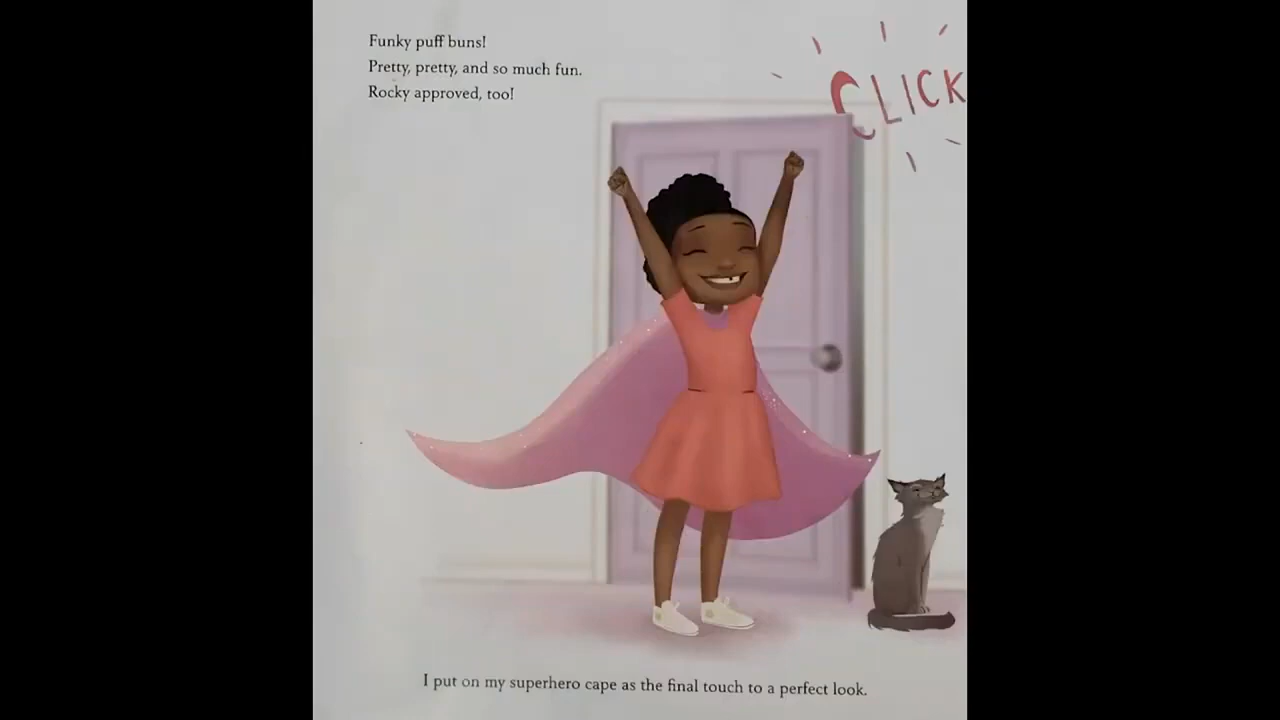 Funky puff buns!
Pretty, pretty, and so much fun.
Rocky approved, too!
CLICK
I put on my superhero cape as the final touch to a perfect look.